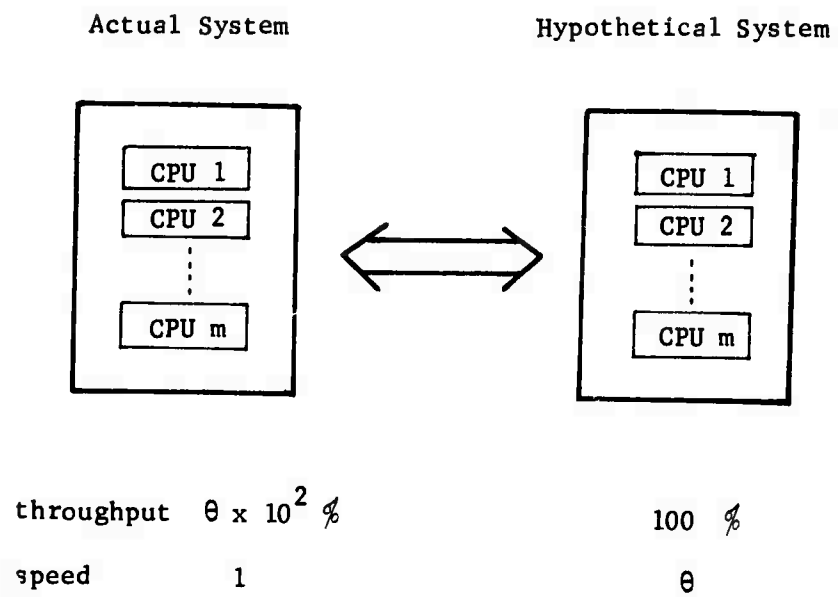 Actual System Hypothetical System
CPU 1 CPU 1
CPU 2 CPU 2
CPU m CPU m
throughput θ x 10² % 100 %
speed 1 θ